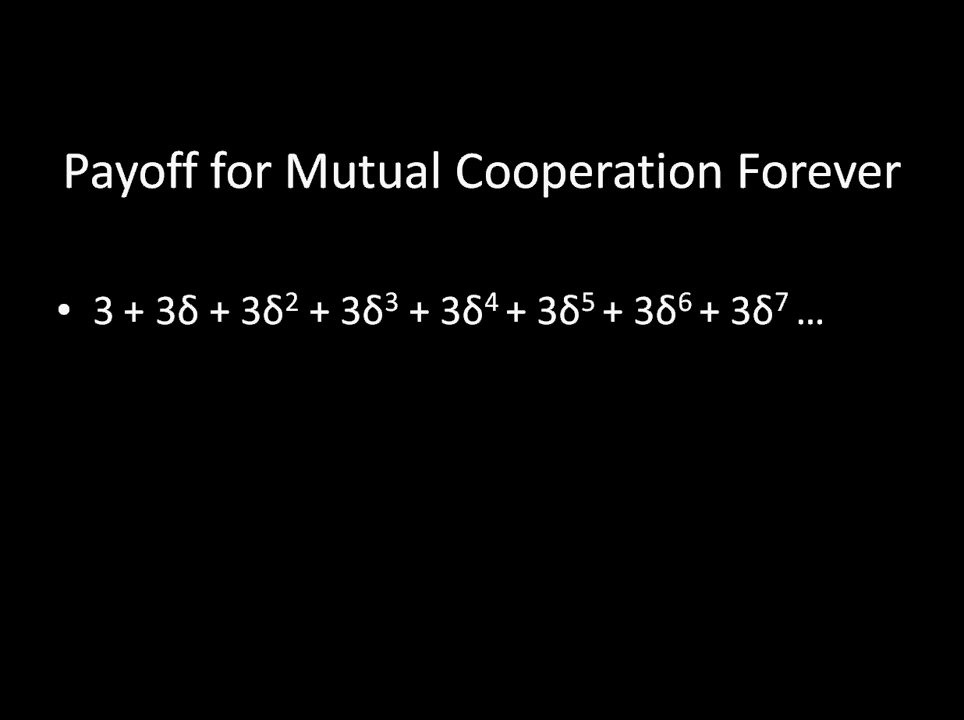 Payoff for Mutual Cooperation Forever
• 3 + 3δ + 3δ² + 3δ³ + 3δ⁴ + 3δ⁵ + 3δ⁶ + 3δ⁷ …